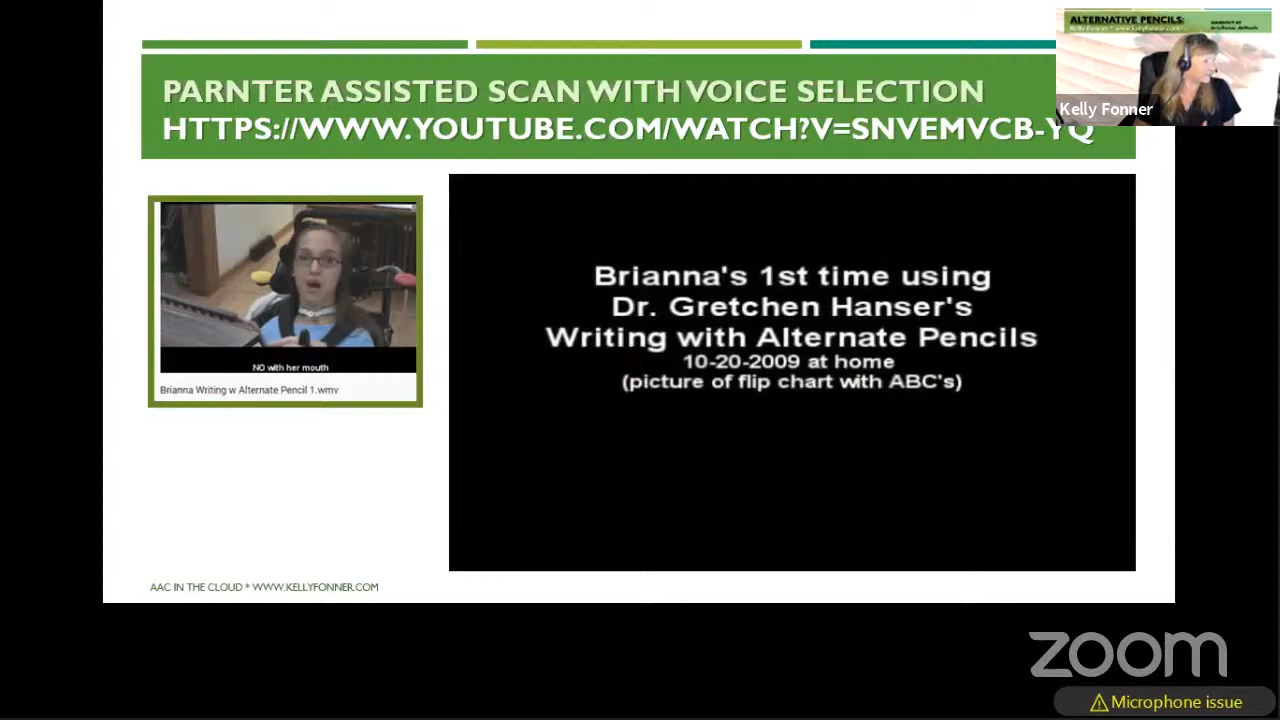 PARNTER ASSISTED SCAN WITH VOICE SELECTION
HTTPS://WWW.YOUTUBE.COM/WATCH?V=SNVEMVCB-YQ
ALTERNATIVE PENCILS:
Kelly Fonner
NO with her mouth
Brianna Writing w Alternate Pencil 1.wmv
Brianna's 1st time using
Dr. Gretchen Hanser's
Writing with Alternate Pencils
10-20-2009 at home
(picture of flip chart with ABC's)
AAC IN THE CLOUD * WWW.KELLYFONNER.COM
zoom
Microphone issue